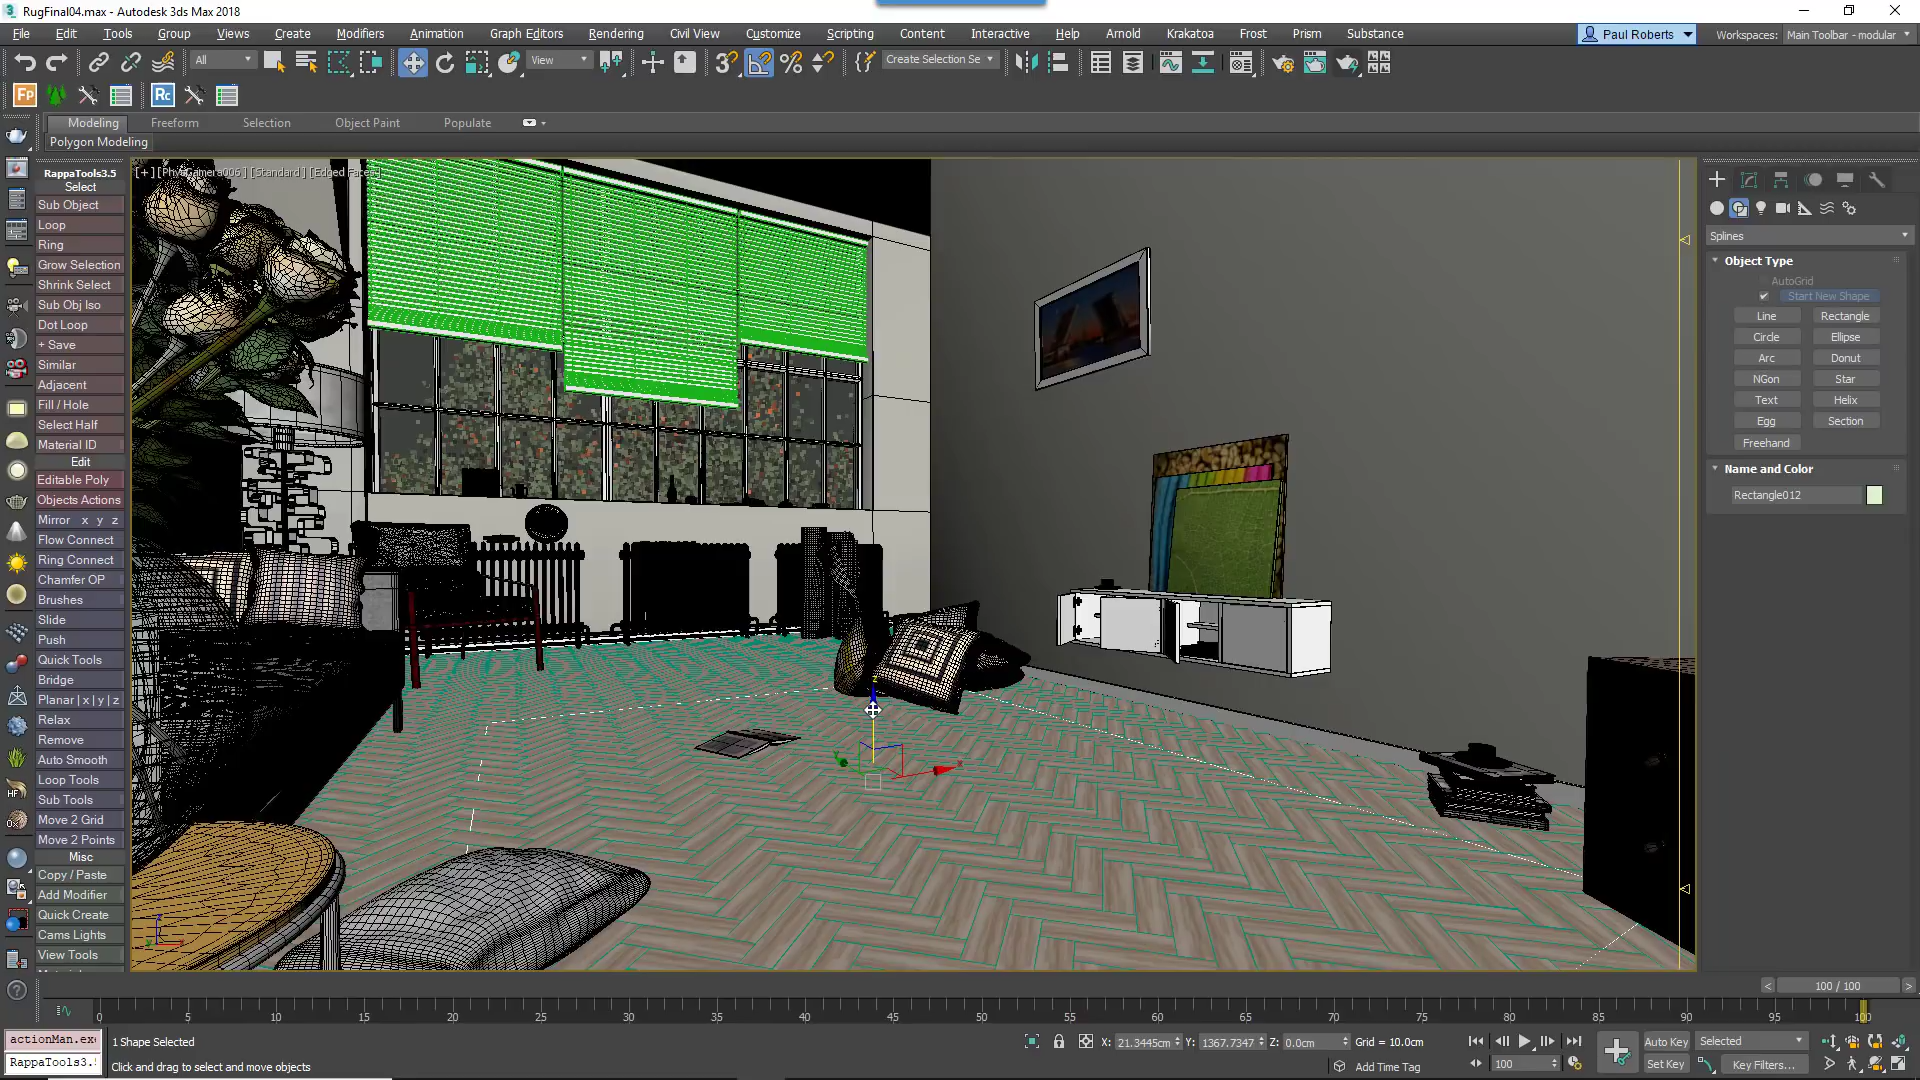 RugFinal04.max - Autodesk 3ds Max 2018
File Edit Tools Group Views Create Modifiers Animation Graph Editors Rendering Civil View Customize Scripting Content Interactive Help Arnold Krakatoa Frost Prism Substance Paul Roberts Workspaces: Main Toolbar - modular
All View Create Selection Se
Fp Rc
Modeling Freeform Selection Object Paint Populate
Polygon Modeling
[+] [PhysCamera006] [Standard] [Edged Faces]
RappaTools3.5
Select
Sub Object
Loop
Ring
Grow Selection
Shrink Select
Sub Obj Iso
Dot Loop
+ Save
Similar
Adjacent
Fill / Hole
Select Half
Material ID
Edit
Editable Poly
Objects Actions
Mirror x y z
Flow Connect
Ring Connect
Chamfer OP
Brushes
Slide
Push
Quick Tools
Bridge
Planar | x | y | z
Relax
Remove
Auto Smooth
Loop Tools
Sub Tools
Move 2 Grid
Move 2 Points
Misc
Copy / Paste
Add Modifier
Quick Create
Cams Lights
View Tools
Splines
Object Type
AutoGrid
Start New Shape
Line Rectangle
Circle Ellipse
Arc Donut
NGon Star
Text Helix
Egg Section
Freehand
Name and Color
Rectangle012
100 / 100
0 5 10 15 20 25 30 35 40 45 50 55 60 65 70 75 80 85 90 95 100
actionMan.exe
RappaTools3.5
1 Shape Selected
Click and drag to select and move objects
X: 21.3445cm Y: 1367.7347 Z: 0.0cm Grid = 10.0cm
Add Time Tag
100
Auto Key Selected
Set Key Key Filters...